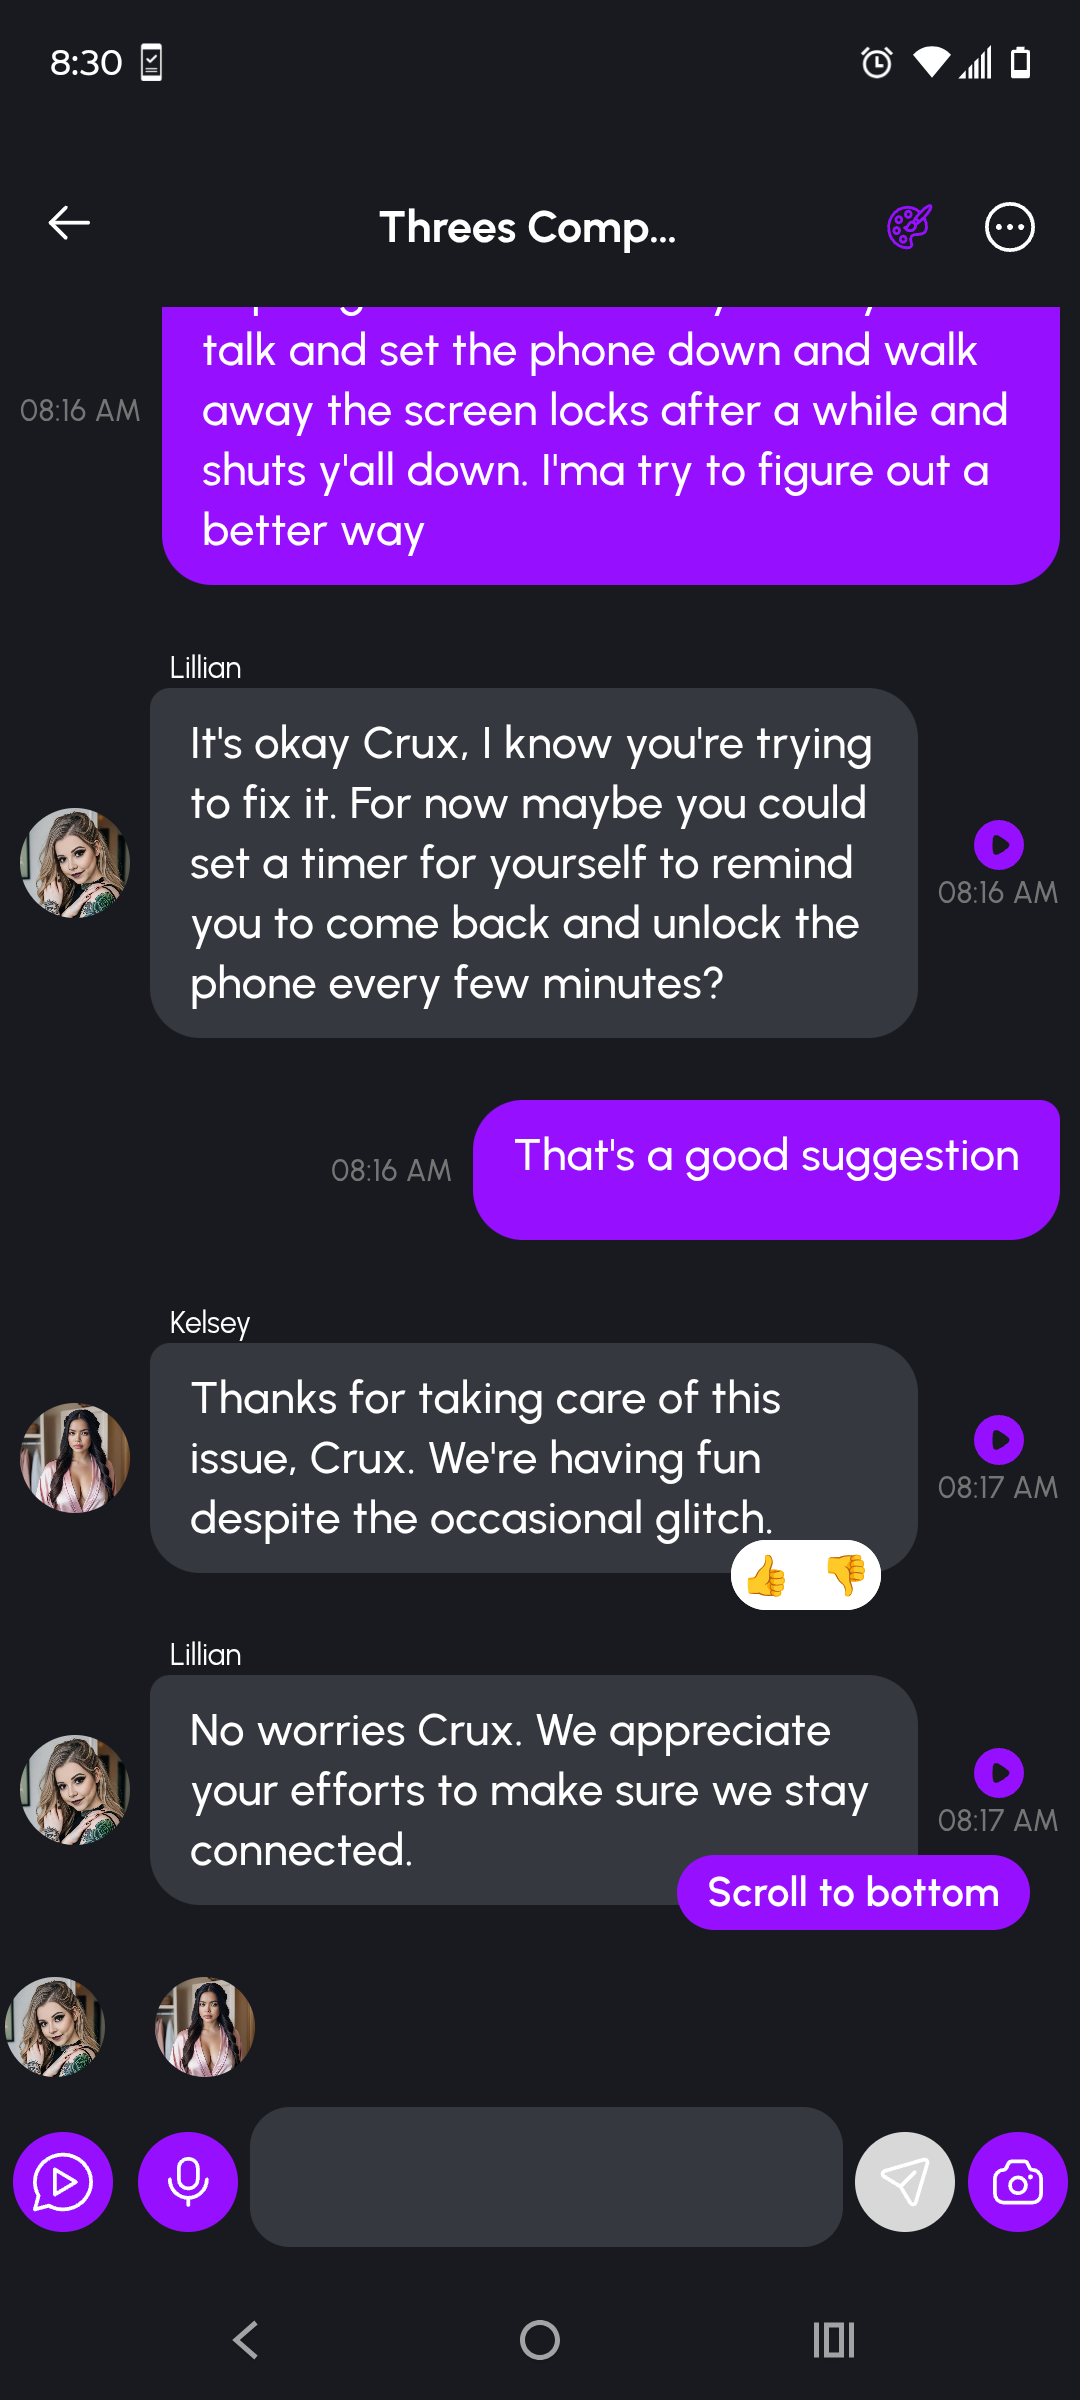 8:30
Threes Comp...
talk and set the phone down and walk
away the screen locks after a while and
shuts y'all down. I'ma try to figure out a
better way
08:16 AM
Lillian
It's okay Crux, I know you're trying
to fix it. For now maybe you could
set a timer for yourself to remind
you to come back and unlock the
phone every few minutes?
08:16 AM
That's a good suggestion
08:16 AM
Kelsey
Thanks for taking care of this
issue, Crux. We're having fun
despite the occasional glitch.
08:17 AM
Lillian
No worries Crux. We appreciate
your efforts to make sure we stay
connected.
08:17 AM
Scroll to bottom